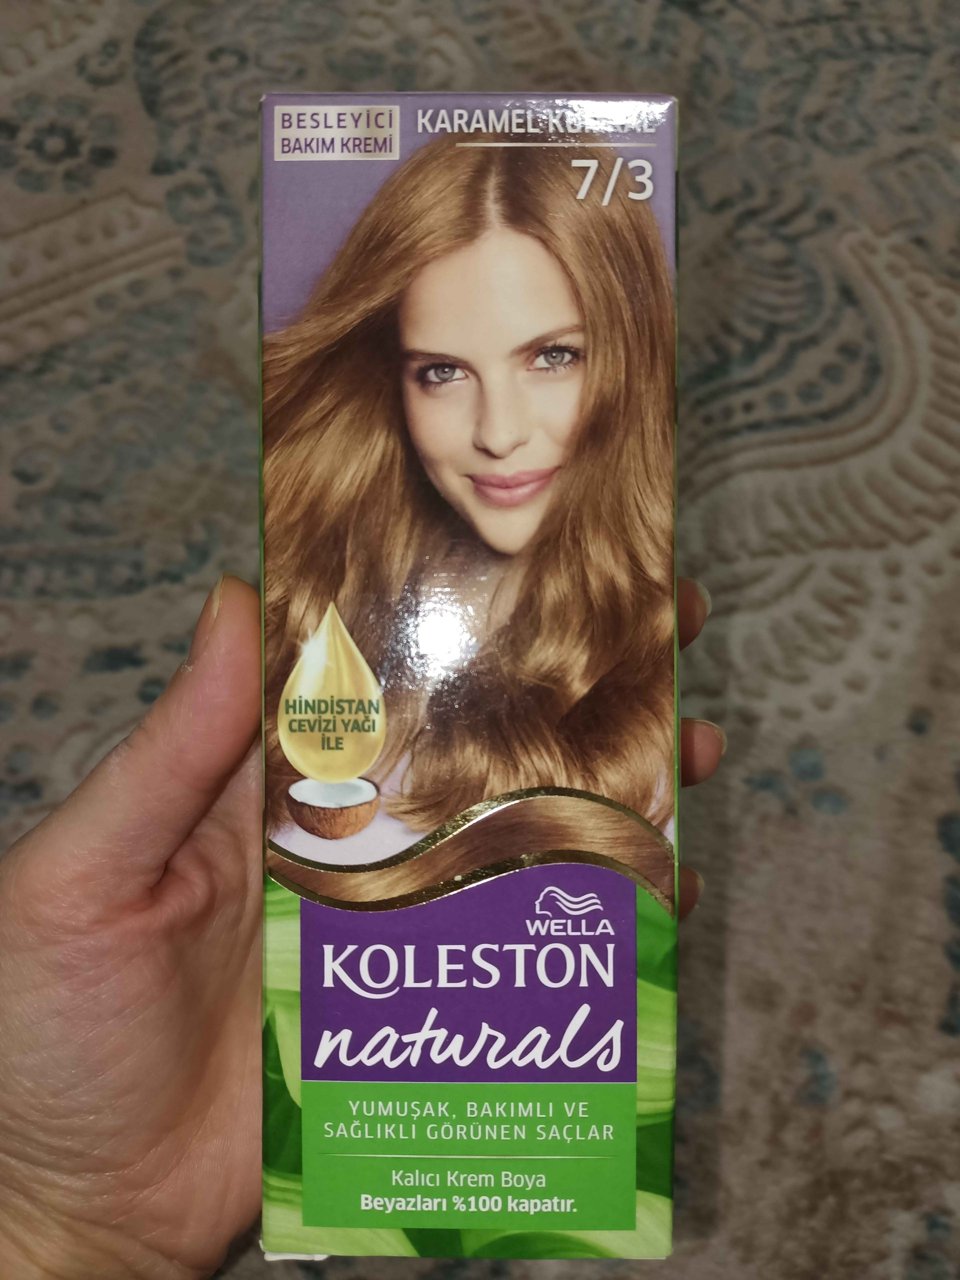 BESLEYİCİ
BAKIM KREMİ
KARAMEL
7/3
HİNDİSTAN
CEVİZİ YAĞI
İLE
WELLA
KOLESTON
naturals
YUMUŞAK, BAKIMLI VE
SAĞLIKLI GÖRÜNEN SAÇLAR
Kalıcı Krem Boya
Beyazları %100 kapatır.